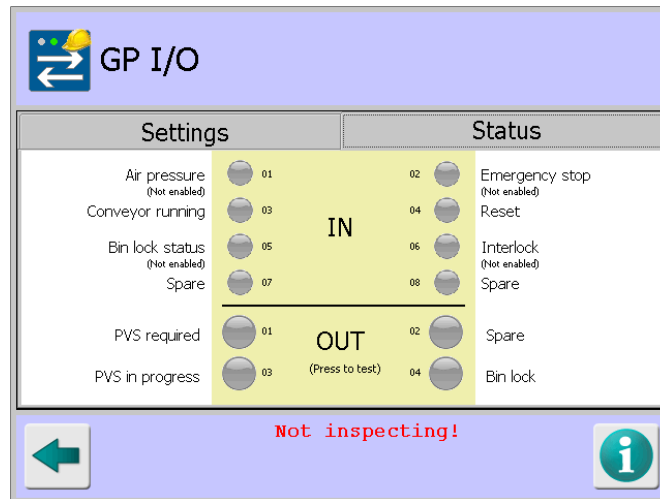 GP I/O
Settings
Status
Air pressure 01 02 Emergency stop
(Not enabled) (Not enabled)
Conveyor running 03 04 Reset
IN
Bin lock status 05 06 Interlock
(Not enabled) (Not enabled)
Spare 07 08 Spare
PVS required 01 OUT 02 Spare
(Press to test)
PVS in progress 03 04 Bin lock
Not inspecting!
i